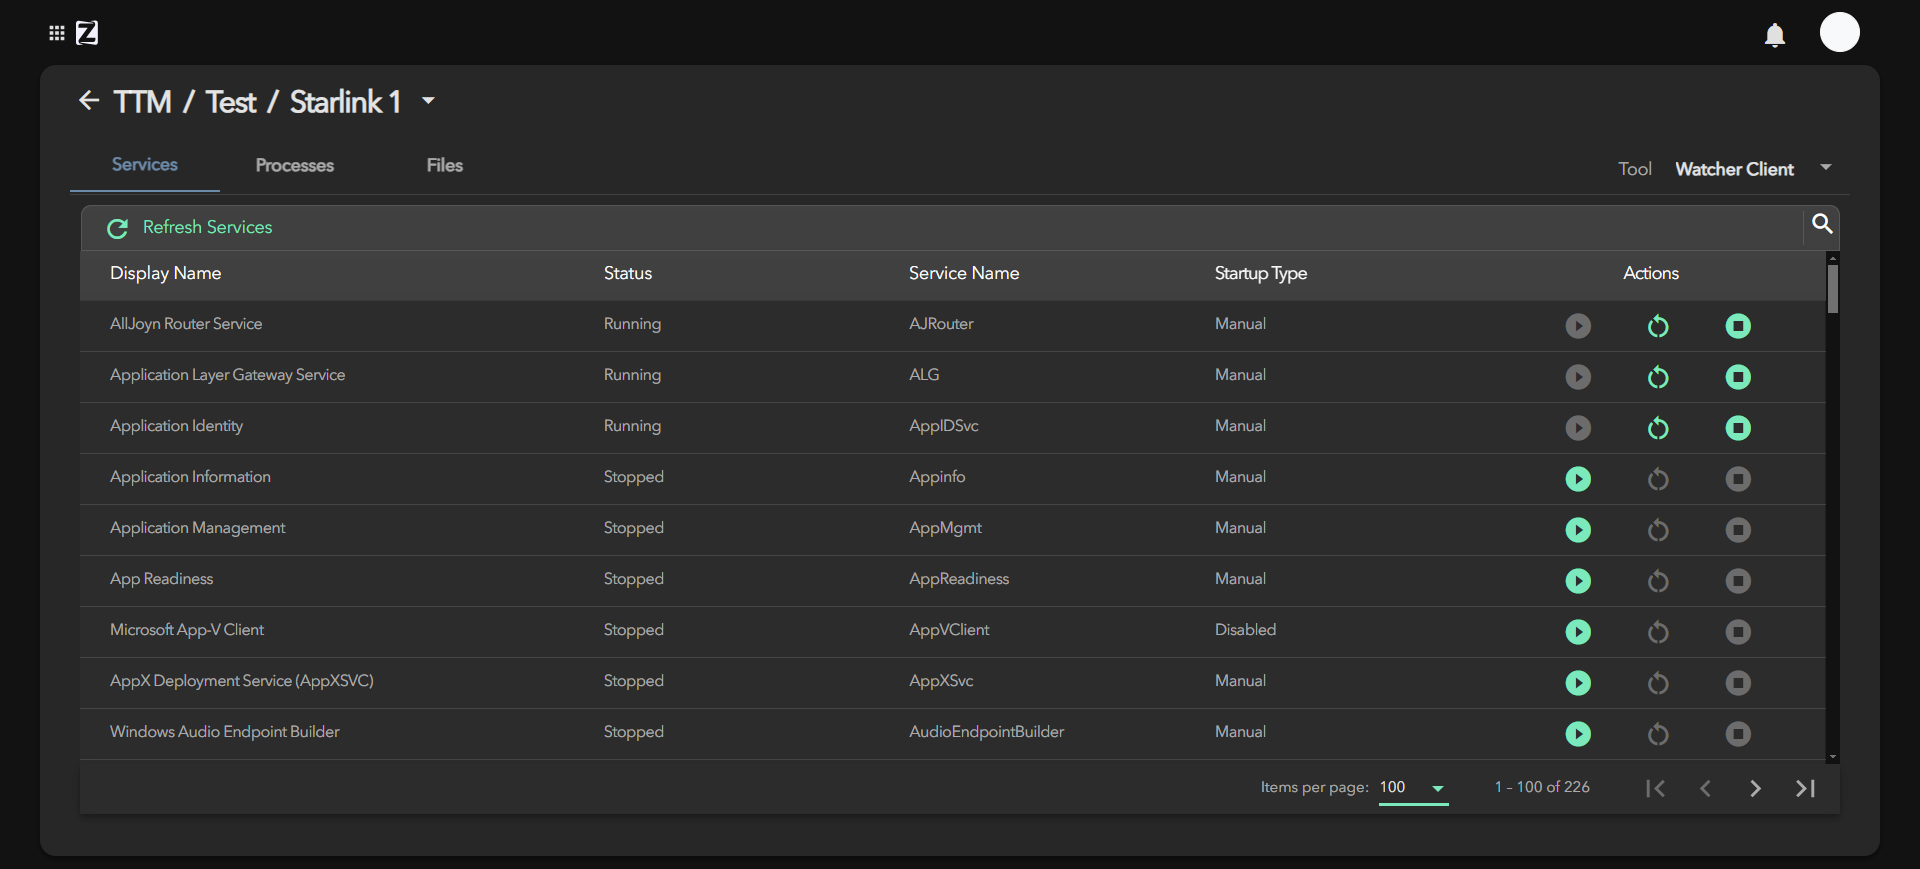 Z
TTM / Test / Starlink 1
Services Processes Files
Tool Watcher Client
Refresh Services
Display Name Status Service Name Startup Type Actions
AllJoyn Router Service Running AJRouter Manual
Application Layer Gateway Service Running ALG Manual
Application Identity Running AppIDSvc Manual
Application Information Stopped Appinfo Manual
Application Management Stopped AppMgmt Manual
App Readiness Stopped AppReadiness Manual
Microsoft App-V Client Stopped AppVClient Disabled
AppX Deployment Service (AppXSVC) Stopped AppXSvc Manual
Windows Audio Endpoint Builder Stopped AudioEndpointBuilder Manual
Items per page: 100 1 – 100 of 226